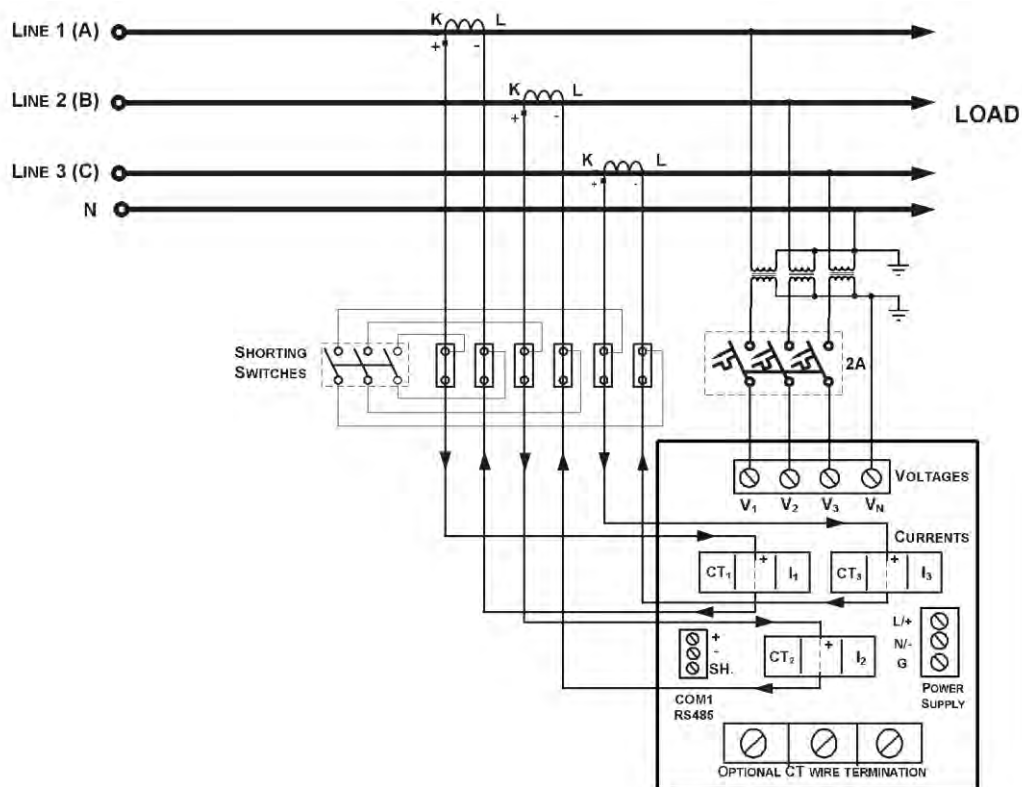 K L
LINE 1 (A)
+ -
K L
LINE 2 (B)
+ -
LOAD
K L
LINE 3 (C)
+ -
N
SHORTING
SWITCHES
2A
VOLTAGES
V1 V2 V3 VN
CURRENTS
CT1 + I1
CT3 + I3
L/+
N/-
G
POWER
SUPPLY
+
-
SH.
COM1
RS485
CT2 + I2
OPTIONAL CT WIRE TERMINATION